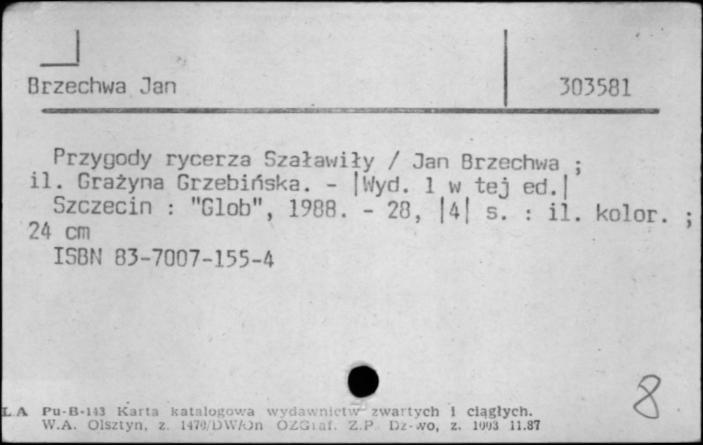 Brzechwa Jan 303581
Przygody rycerza Szaławiły / Jan Brzechwa ;
il. Grażyna Grzebińska. - |Wyd. 1 w tej ed.|
Szczecin : "Glob", 1988. - 28, |4| s. : il. kolor. ;
24 cm
ISBN 83-7007-155-4
8
L.A Pu-B-143 Karta katalogowa wydawnictw zwartych i ciągłych.
W.A. Olsztyn, z. 1470/DW/On OZGraf. Z.P. Dz-wo, z. 1003 11.87